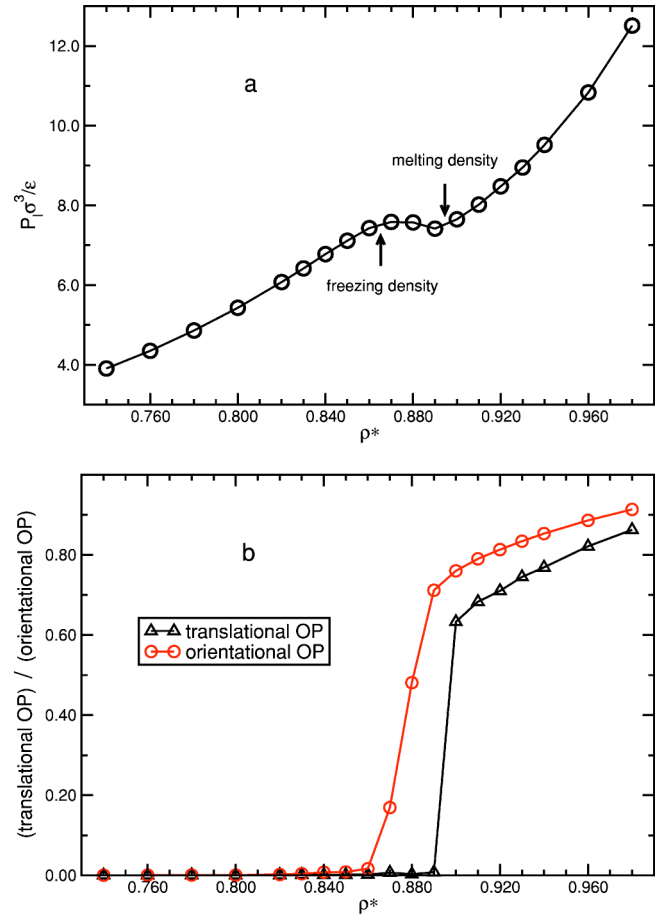 a
12.0
10.0
8.0
6.0
4.0
P_lσ³/ε
melting density
freezing density
0.760 0.800 0.840 0.880 0.920 0.960
ρ*
b
0.80
0.60
0.40
0.20
0.00
(translational OP) / (orientational OP)
translational OP
orientational OP
0.760 0.800 0.840 0.880 0.920 0.960
ρ*